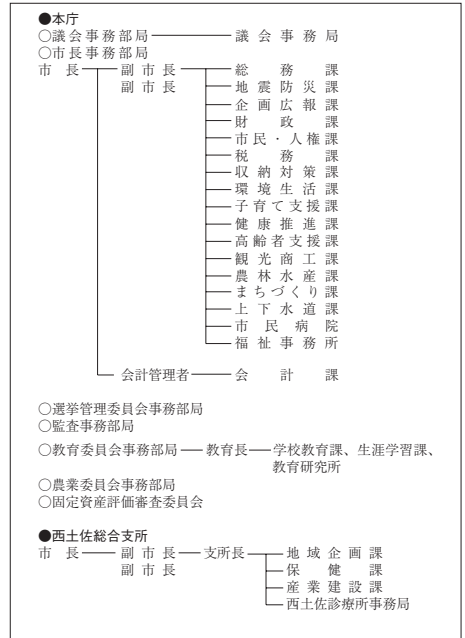 ●本庁
○議会事務部局 議会事務局
○市長事務部局
市長 副市長 総務課
副市長 地震防災課
企画広報課
財政課
市民・人権課
税務課
収納対策課
環境生活課
子育て支援課
健康推進課
高齢者支援課
観光商工課
農林水産課
まちづくり課
上下水道課
市民病院
福祉事務所
会計管理者 会計課
○選挙管理委員会事務部局
○監査事務部局
○教育委員会事務部局 教育長 学校教育課、生涯学習課、
教育研究所
○農業委員会事務部局
○固定資産評価審査委員会
●西土佐総合支所
市長 副市長 支所長 地域企画課
副市長 保健課
産業建設課
西土佐診療所事務局